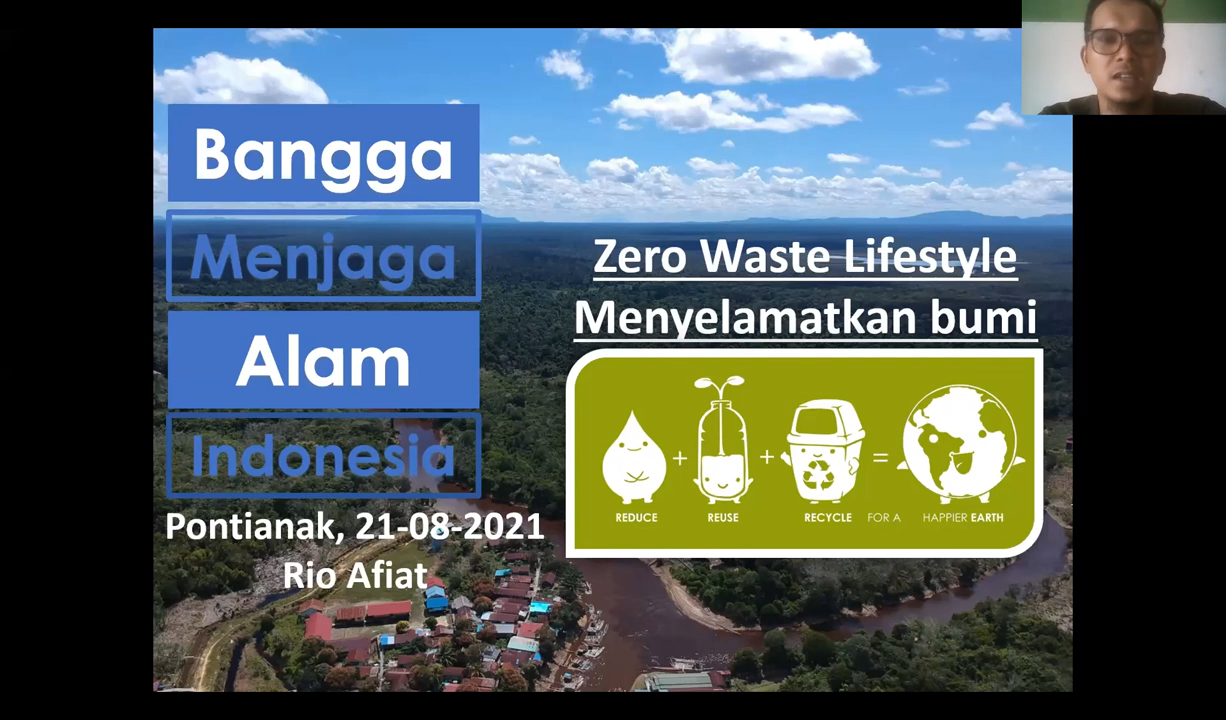 Bangga
Menjaga
Alam
Indonesia
Pontianak, 21-08-2021
Rio Afiat
Zero Waste Lifestyle
Menyelamatkan bumi
REDUCE + REUSE + RECYCLE FOR A = HAPPIER EARTH